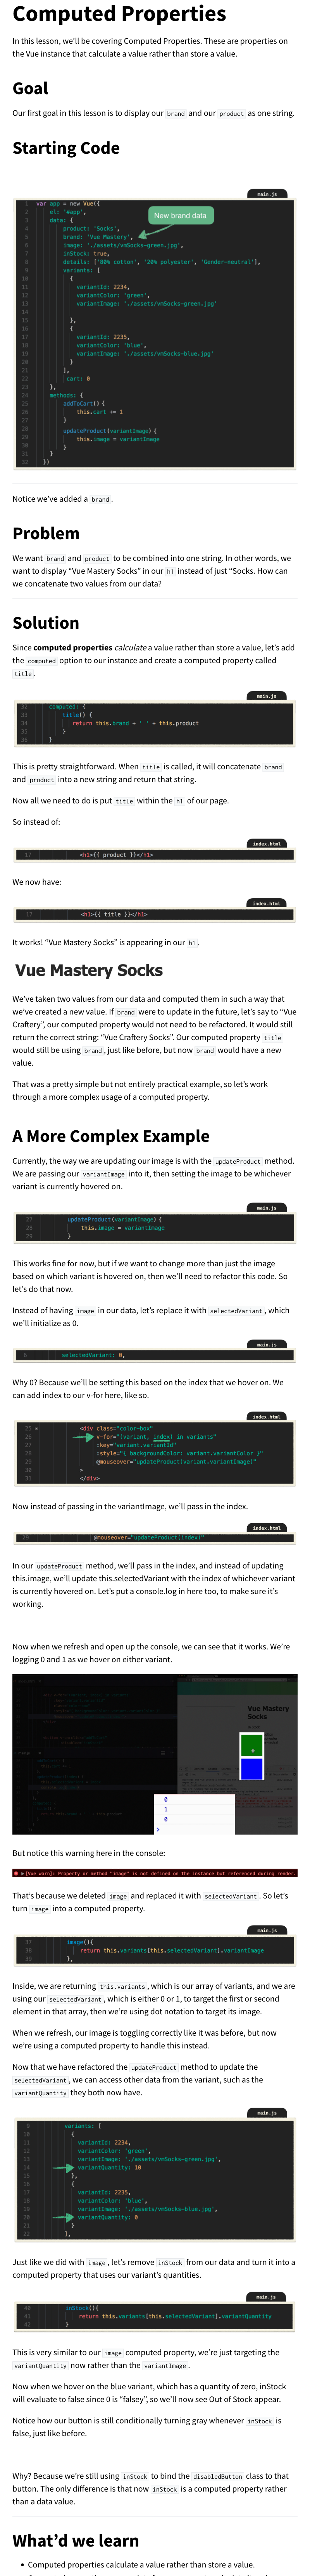 Computed Properties
In this lesson, we'll be covering Computed Properties. These are properties on
the Vue instance that calculate a value rather than store a value.
Goal
Our first goal in this lesson is to display our brand and our product as one string.
Starting Code
main.js
1 var app = new Vue({
2 el: '#app',
3 data: {
4 product: 'Socks',
5 brand: 'Vue Mastery',
New brand data
6 image: './assets/vmSocks-green.jpg',
7 inStock: true,
8 details: ['80% cotton', '20% polyester', 'Gender-neutral'],
9 variants: [
10 {
11 variantId: 2234,
12 variantColor: 'green',
13 variantImage: './assets/vmSocks-green.jpg'
14
15 },
16 {
17 variantId: 2235,
18 variantColor: 'blue',
19 variantImage: './assets/vmSocks-blue.jpg'
20 }
21 ],
22 cart: 0
23 },
24 methods: {
25 addToCart() {
26 this.cart += 1
27 }
28 updateProduct(variantImage) {
29 this.image = variantImage
30 }
31 }
32 })
Notice we've added a brand .
Problem
We want brand and product to be combined into one string. In other words, we
want to display “Vue Mastery Socks” in our h1 instead of just “Socks. How can
we concatenate two values from our data?
Solution
Since computed properties calculate a value rather than store a value, let's add
the computed option to our instance and create a computed property called
title .
main.js
32 computed: {
33 title() {
34 return this.brand + ' ' + this.product
35 }
36 }
This is pretty straightforward. When title is called, it will concatenate brand
and product into a new string and return that string.
Now all we need to do is put title within the h1 of our page.
So instead of:
index.html
17 <h1>{{ product }}</h1>
We now have:
index.html
17 <h1>{{ title }}</h1>
It works! “Vue Mastery Socks” is appearing in our h1 .
Vue Mastery Socks
We've taken two values from our data and computed them in such a way that
we've created a new value. If brand were to update in the future, let's say to “Vue
Craftery”, our computed property would not need to be refactored. It would still
return the correct string: “Vue Craftery Socks”. Our computed property title
would still be using brand , just like before, but now brand would have a new
value.
That was a pretty simple but not entirely practical example, so let's work
through a more complex usage of a computed property.
A More Complex Example
Currently, the way we are updating our image is with the updateProduct method.
We are passing our variantImage into it, then setting the image to be whichever
variant is currently hovered on.
main.js
27 updateProduct(variantImage) {
28 this.image = variantImage
29 }
This works fine for now, but if we want to change more than just the image
based on which variant is hovered on, then we'll need to refactor this code. So
let's do that now.
Instead of having image in our data, let's replace it with selectedVariant , which
we'll initialize as 0.
main.js
selectedVariant: 0,
Why 0? Because we'll be setting this based on the index that we hover on. We
can add index to our v-for here, like so.
index.html
25 <div class="color-box"
26 v-for="(variant, index) in variants"
27 :key="variant.variantId"
28 :style="{ backgroundColor: variant.variantColor }"
29 @mouseover="updateProduct(variant.variantImage)"
30 >
31 </div>
Now instead of passing in the variantImage, we'll pass in the index.
index.html
29 @mouseover="updateProduct(index)"
In our updateProduct method, we'll pass in the index, and instead of updating
this.image, we'll update this.selectedVariant with the index of whichever variant
is currently hovered on. Let's put a console.log in here too, to make sure it's
working.
Now when we refresh and open up the console, we can see that it works. We're
logging 0 and 1 as we hover on either variant.
Vue Mastery
Socks
0
1
0
>
But notice this warning here in the console:
[Vue warn]: Property or method "image" is not defined on the instance but referenced during render.
That's because we deleted image and replaced it with selectedVariant . So let's
turn image into a computed property.
main.js
37 image(){
38 return this.variants[this.selectedVariant].variantImage
39 },
Inside, we are returning this.variants , which is our array of variants, and we are
using our selectedVariant , which is either 0 or 1, to target the first or second
element in that array, then we're using dot notation to target its image.
When we refresh, our image is toggling correctly like it was before, but now
we're using a computed property to handle this instead.
Now that we have refactored the updateProduct method to update the
selectedVariant , we can access other data from the variant, such as the
variantQuantity they both now have.
main.js
9 variants: [
10 {
11 variantId: 2234,
12 variantColor: 'green',
13 variantImage: './assets/vmSocks-green.jpg',
14 variantQuantity: 10
15 },
16 {
17 variantId: 2235,
18 variantColor: 'blue',
19 variantImage: './assets/vmSocks-blue.jpg',
20 variantQuantity: 0
21 }
22 ],
Just like we did with image , let's remove inStock from our data and turn it into a
computed property that uses our variant's quantities.
main.js
40 inStock(){
41 return this.variants[this.selectedVariant].variantQuantity
42 }
This is very similar to our image computed property, we're just targeting the
variantQuantity now rather than the variantImage .
Now when we hover on the blue variant, which has a quantity of zero, inStock
will evaluate to false since 0 is “falsey”, so we'll now see Out of Stock appear.
Notice how our button is still conditionally turning gray whenever inStock is
false, just like before.
Why? Because we're still using inStock to bind the disabledButton class to that
button. The only difference is that now inStock is a computed property rather
than a data value.
What'd we learn
• Computed properties calculate a value rather than store a value.